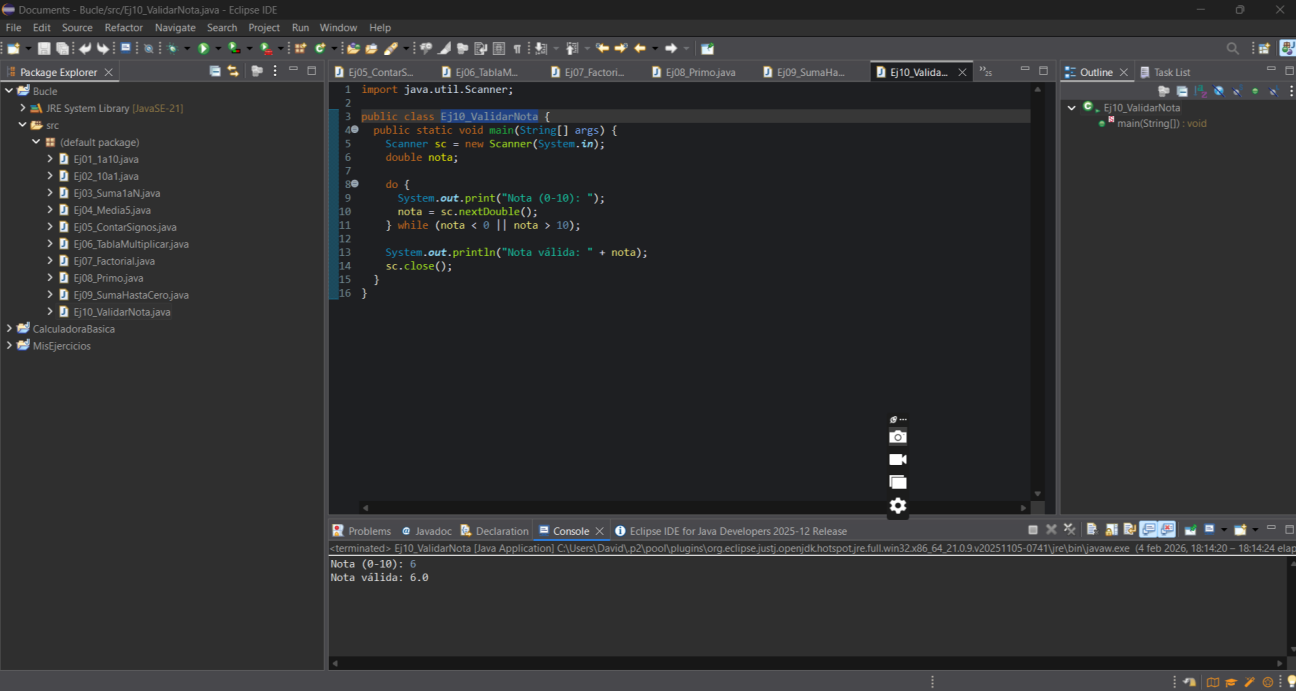 Documents - Bucle/src/Ej10_ValidarNota.java - Eclipse IDE
File Edit Source Refactor Navigate Search Project Run Window Help
Package Explorer
Bucle
JRE System Library [JavaSE-21]
src
(default package)
Ej01_1a10.java
Ej02_10a1.java
Ej03_Suma1aN.java
Ej04_Media5.java
Ej05_ContarSignos.java
Ej06_TablaMultiplicar.java
Ej07_Factorial.java
Ej08_Primo.java
Ej09_SumaHastaCero.java
Ej10_ValidarNota.java
CalculadoraBasica
MisEjercicios
Ej05_ContarS... Ej06_TablaM... Ej07_Factori... Ej08_Primo.java Ej09_SumaHa... Ej10_Valida... »25
1 import java.util.Scanner;
2
3 public class Ej10_ValidarNota {
4 public static void main(String[] args) {
5 Scanner sc = new Scanner(System.in);
6 double nota;
7
8 do {
9 System.out.print("Nota (0-10): ");
10 nota = sc.nextDouble();
11 } while (nota < 0 || nota > 10);
12
13 System.out.println("Nota válida: " + nota);
14 sc.close();
15 }
16 }
Outline Task List
Ej10_ValidarNota
main(String[]) : void
Problems Javadoc Declaration Console Eclipse IDE for Java Developers 2025-12 Release
<terminated> Ej10_ValidarNota [Java Application] C:\Users\David\.p2\pool\plugins\org.eclipse.justj.openjdk.hotspot.jre.full.win32.x86_64_21.0.9.v20251105-0741\jre\bin\javaw.exe (4 feb 2026, 18:14:20 – 18:14:24 elap
Nota (0-10): 6
Nota válida: 6.0